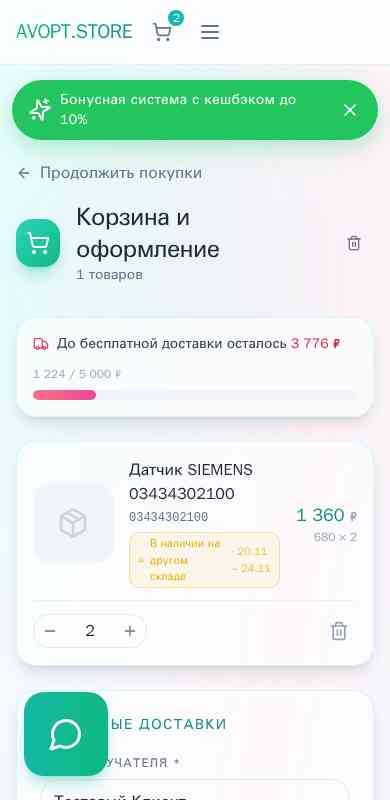 AVOPT.STORE
2
Бонусная система с кешбэком до
10%
Продолжить покупки
Корзина и
оформление
1 товаров
До бесплатной доставки осталось 3 776 ₽
1 224 / 5 000 ₽
Датчик SIEMENS
03434302100
03434302100
В наличии на
другом
складе
· 20.11
– 24.11
1 360 ₽
680 × 2
2
ЫЕ ДОСТАВКИ
УЧАТЕЛЯ *
Тестовый Клиент